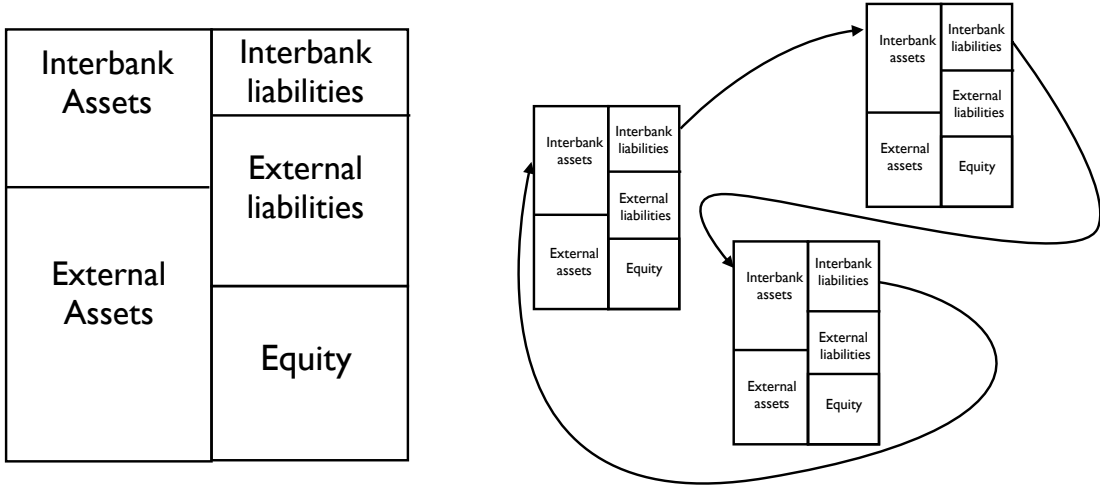 Interbank
Assets
Interbank
liabilities
External
liabilities
External
Assets
Equity
Interbank
assets
Interbank
liabilities
External
liabilities
External
assets
Equity
Interbank
assets
Interbank
liabilities
External
liabilities
External
assets
Equity
Interbank
assets
Interbank
liabilities
External
liabilities
External
assets
Equity